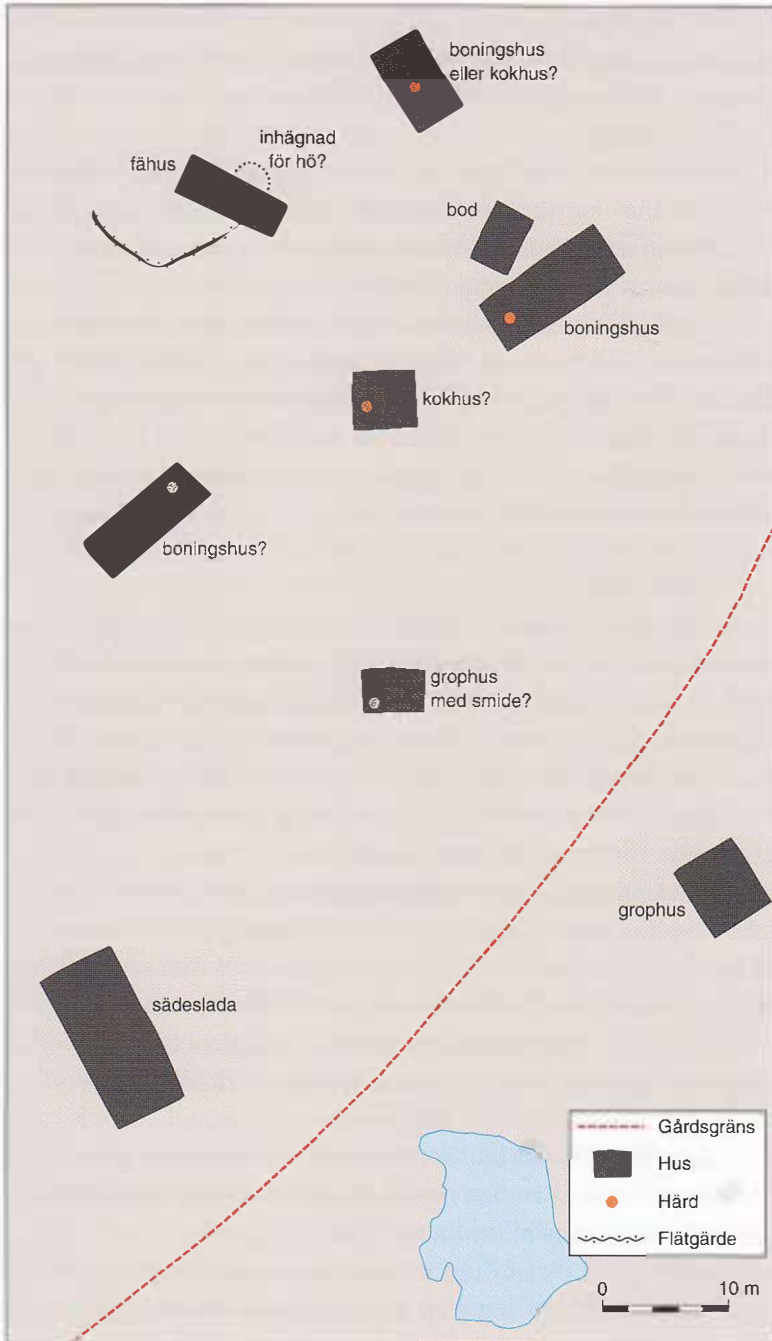 boningshus
eller kokhus?
inhägnad
för hö?
fähus
bod
boningshus
kokhus?
boningshus?
grophus
med smide?
grophus
sädeslada
Gårdsgräns
Hus
Härd
Flätgärde
0 10 m